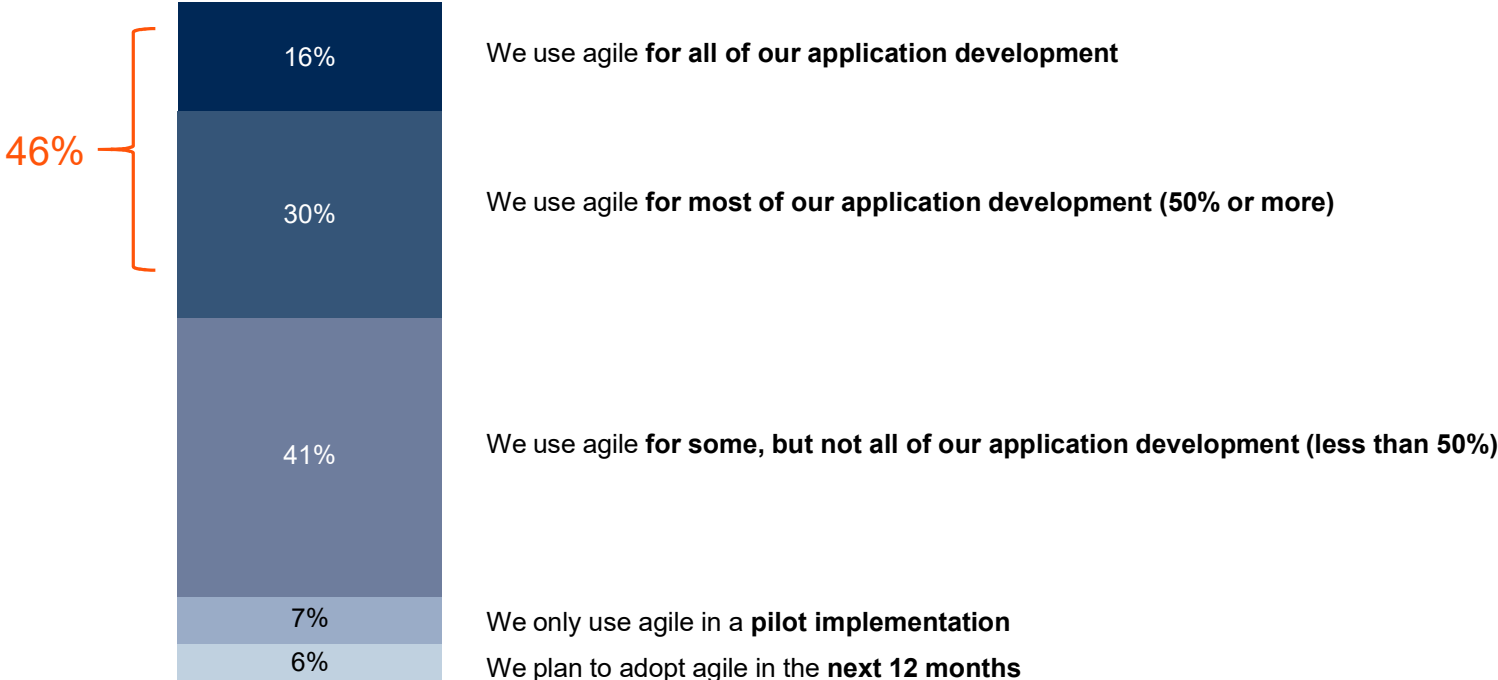 16%
We use agile for all of our application development
46%
30%
We use agile for most of our application development (50% or more)
41%
We use agile for some, but not all of our application development (less than 50%)
7%
We only use agile in a pilot implementation
6%
We plan to adopt agile in the next 12 months